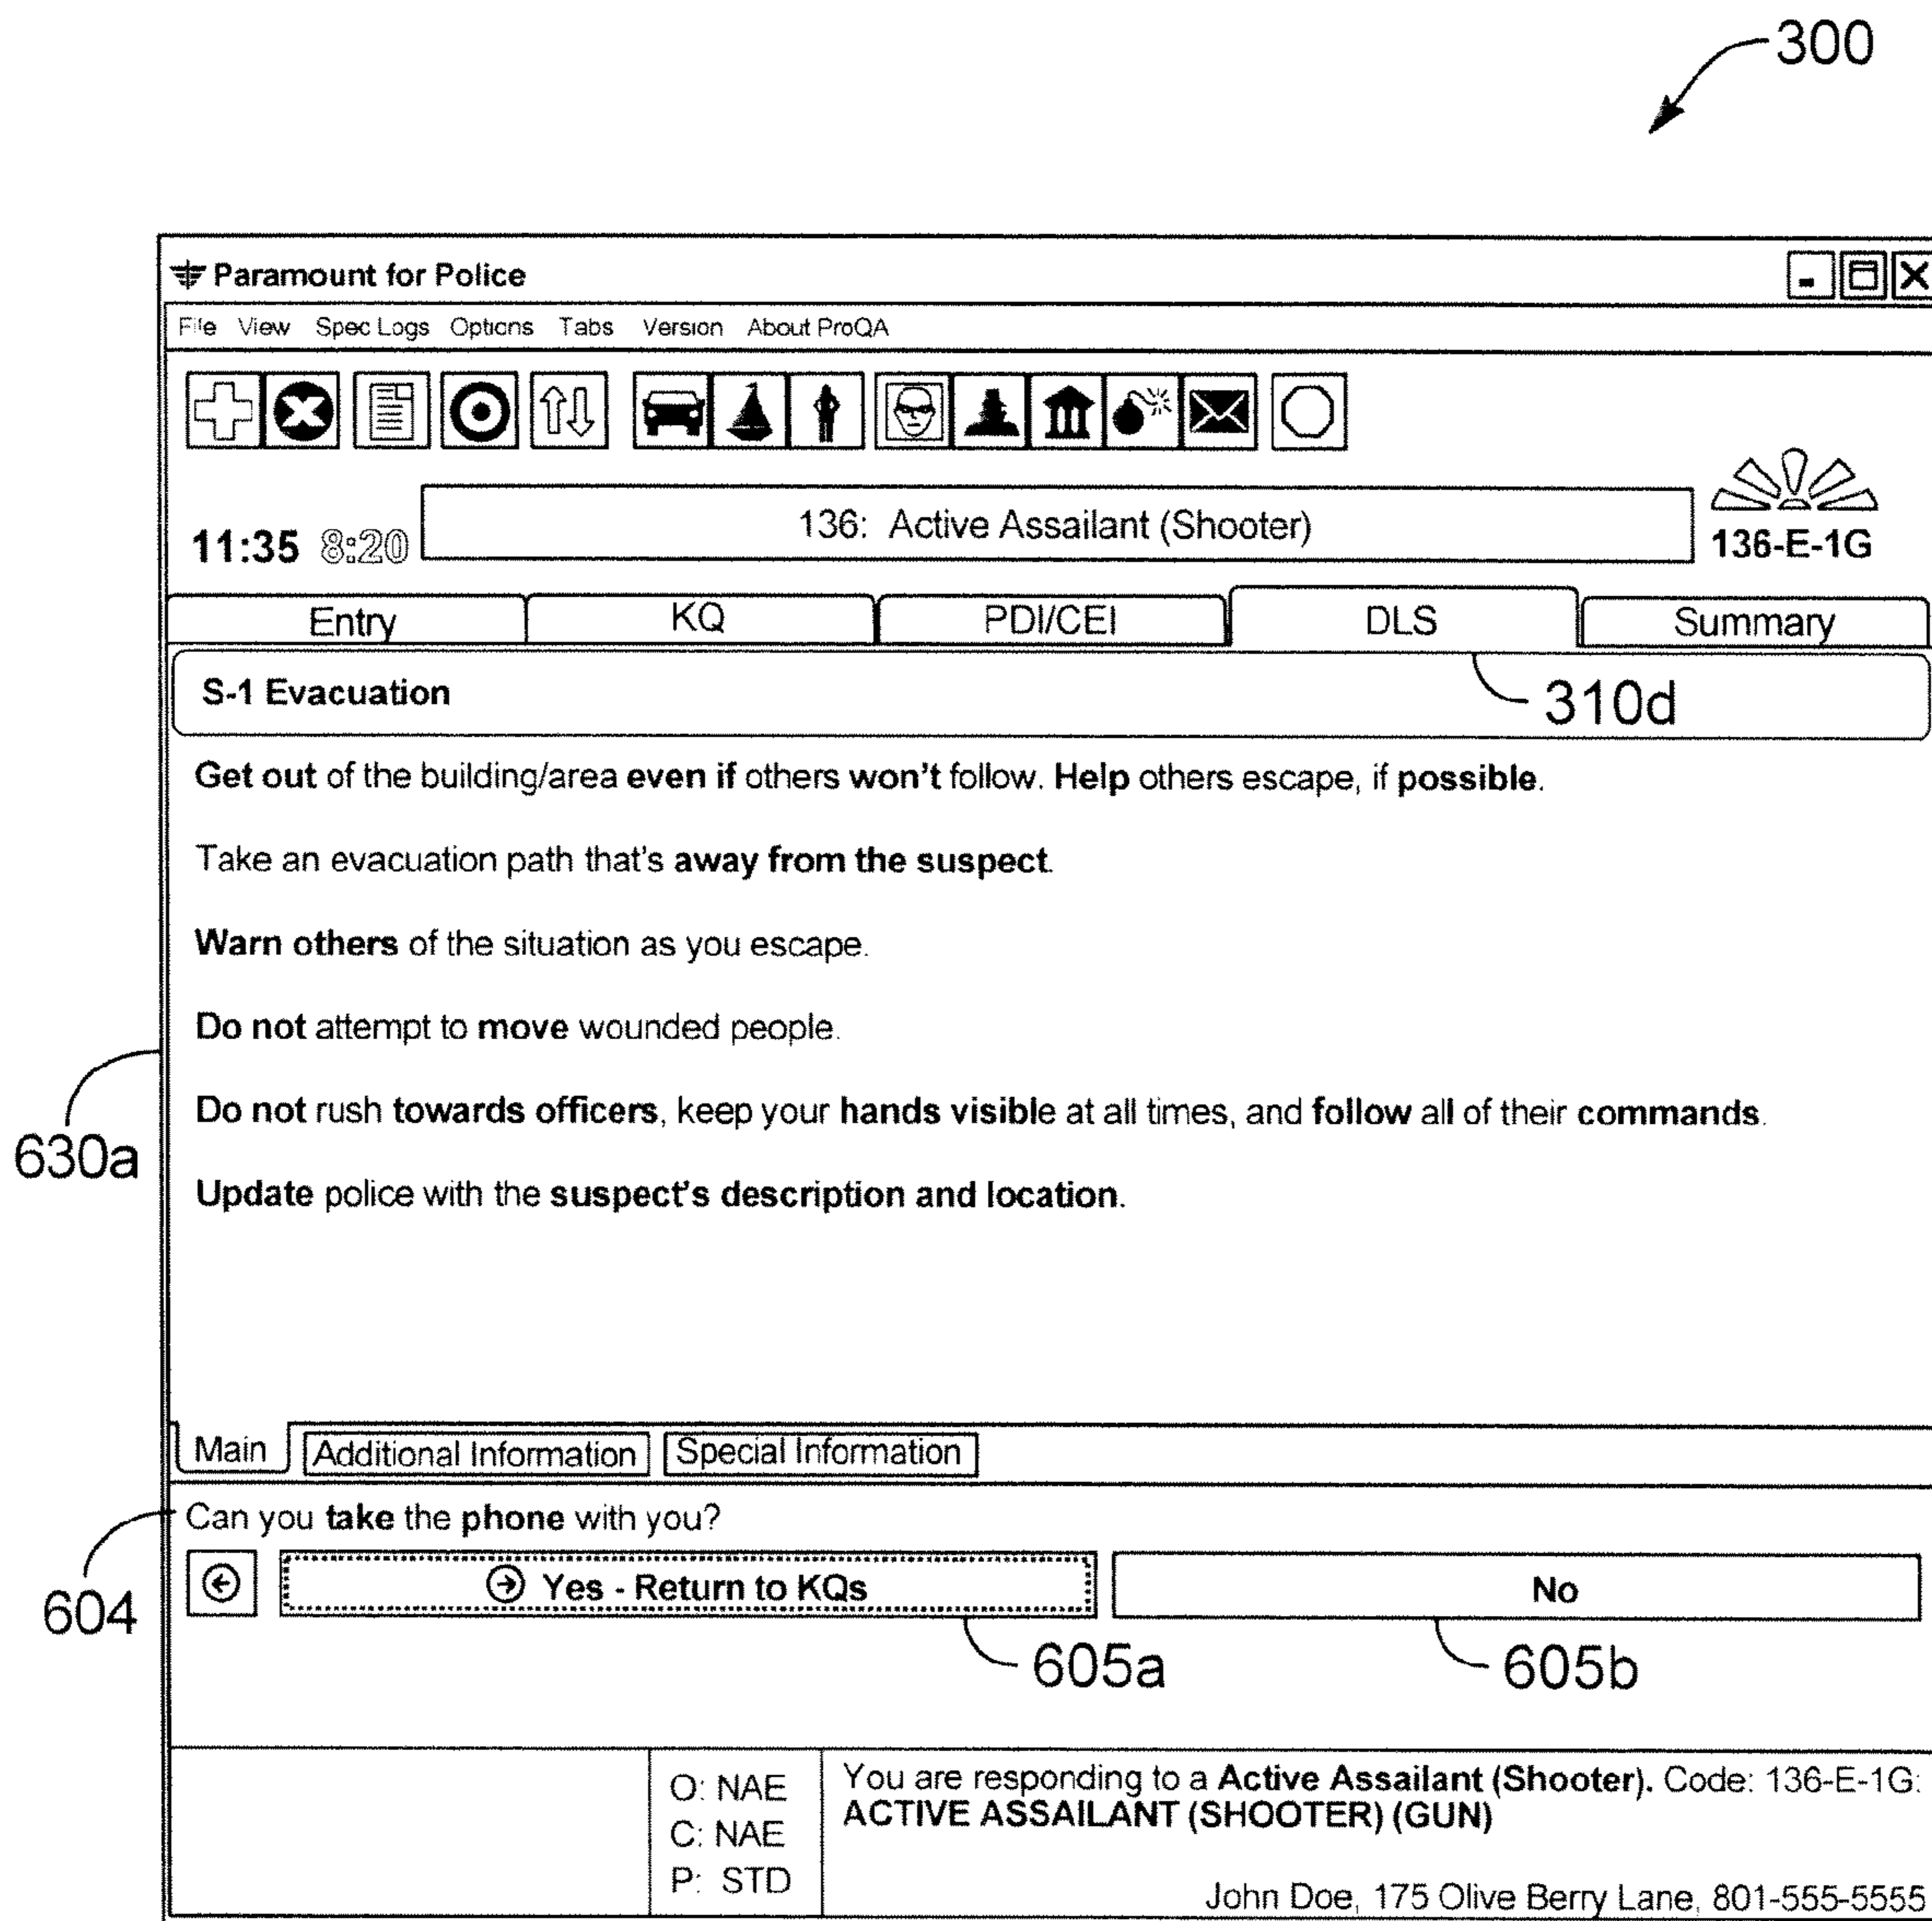 300
Paramount for Police
File View Spec Logs Options Tabs Version About ProQA
136: Active Assailant (Shooter)
11:35 8:20
136-E-1G
Entry KQ PDI/CEI DLS Summary
S-1 Evacuation
310d
Get out of the building/area even if others won't follow. Help others escape, if possible.
Take an evacuation path that's away from the suspect.
Warn others of the situation as you escape.
Do not attempt to move wounded people.
Do not rush towards officers, keep your hands visible at all times, and follow all of their commands.
630a
Update police with the suspect's description and location.
Main Additional Information Special Information
Can you take the phone with you?
604
Yes - Return to KQs No
605a 605b
O: NAE
C: NAE
P: STD
You are responding to a Active Assailant (Shooter). Code: 136-E-1G:
ACTIVE ASSAILANT (SHOOTER) (GUN)
John Doe, 175 Olive Berry Lane, 801-555-5555